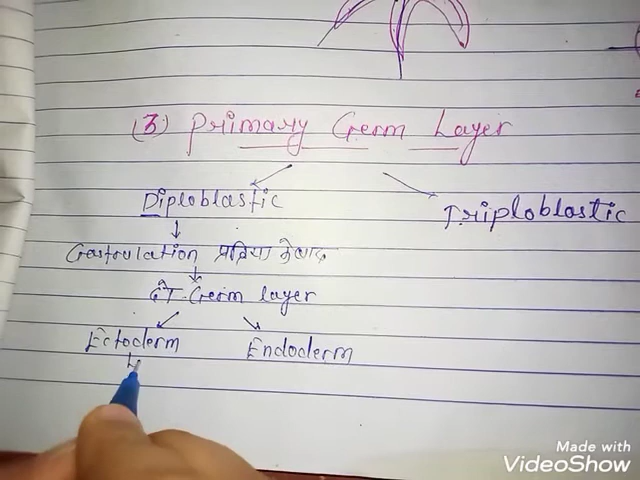 (3) Primary Germ Layer
Diploblastic
Triploblastic
Gastrulation प्रक्रिया के बाद
दो Germ layer
Ectoderm
Endoderm
Made with
VideoShow